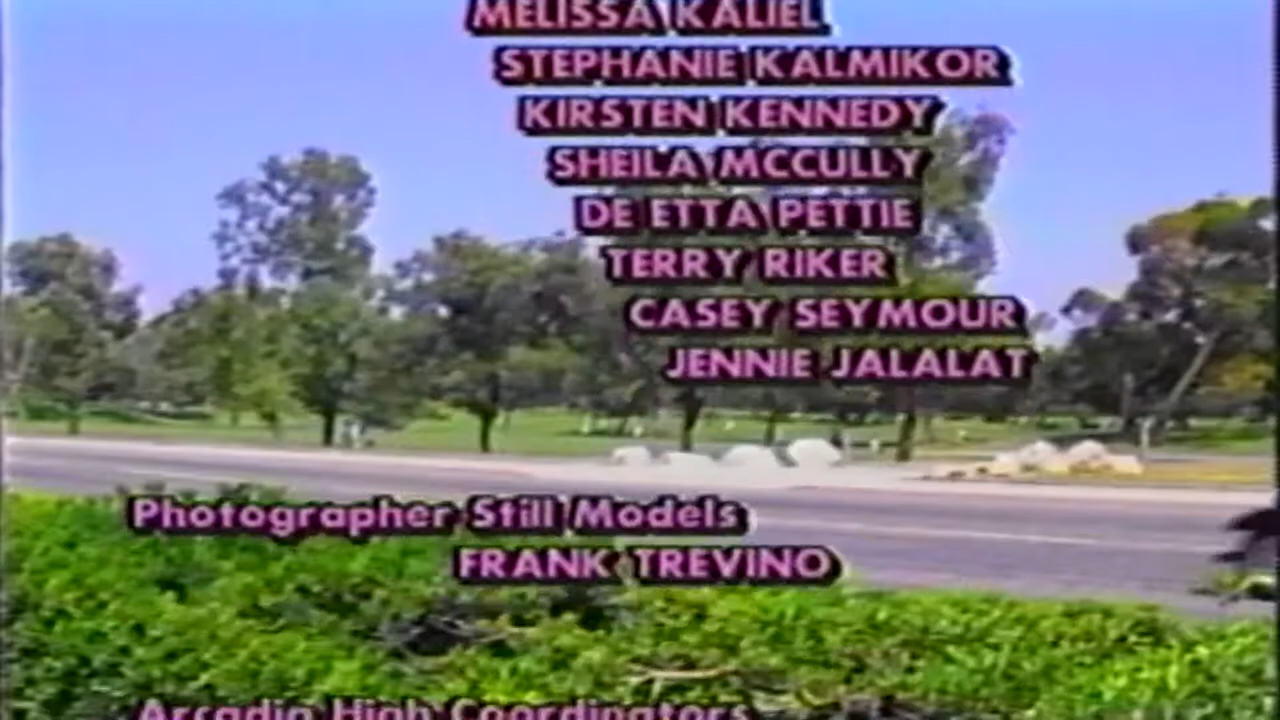 MELISSA KALIEL
STEPHANIE KALMIKOR
KIRSTEN KENNEDY
SHEILA MCCULLY
DE ETTA PETTIE
TERRY RIKER
CASEY SEYMOUR
JENNIE JALALAT
Photographer Still Models
FRANK TREVINO
Arcadia High Coordinators